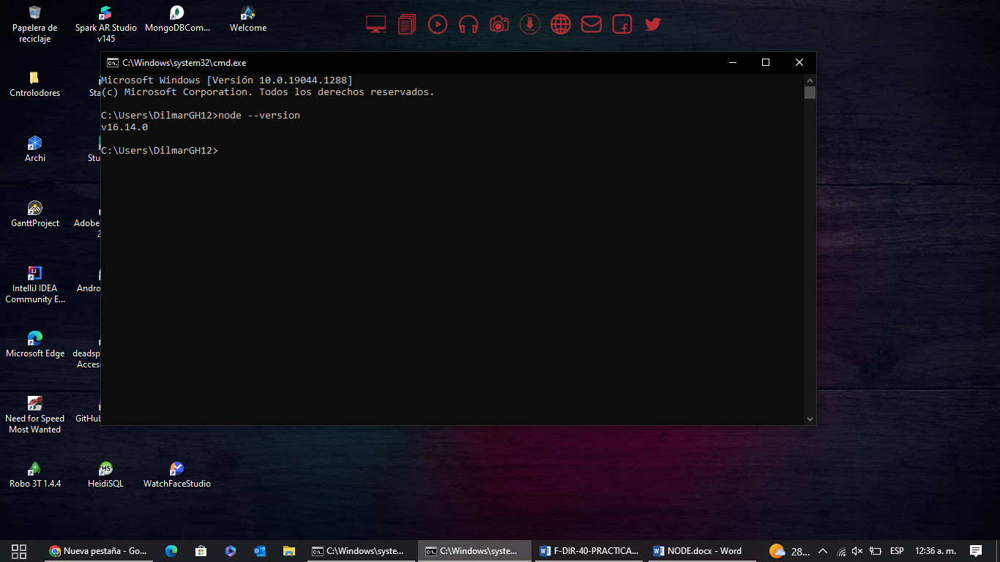 Papelera de
reciclaje
Spark AR Studio
v145
MongoDBCom...
Welcome
C:\Windows\system32\cmd.exe
Microsoft Windows [Versión 10.0.19044.1288]
(c) Microsoft Corporation. Todos los derechos reservados.
C:\Users\DilmarGH12>node --version
v16.14.0
C:\Users\DilmarGH12>
Cntrolodores
Sta
Archi
Stu
GanttProject
Adobe
2
IntelliJ IDEA
Community E...
Andro
Microsoft Edge
deadsp
Acces
Need for Speed
Most Wanted
GitHub
Robo 3T 1.4.4
HeidiSQL
WatchFaceStudio
Nueva pestaña - Go...
C:\Windows\syste...
C:\Windows\syste...
F-DIR-40-PRACTICA...
NODE.docx - Word
28...
ESP
12:36 a. m.